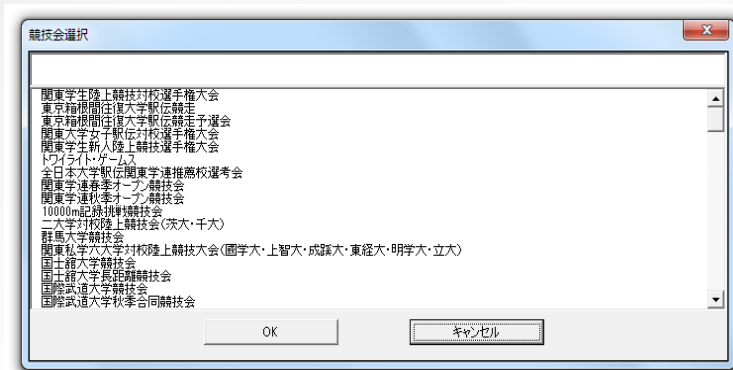 競技会選択
関東学生陸上競技対校選手権大会
東京箱根間往復大学駅伝競走
東京箱根間往復大学駅伝競走予選会
関東大学女子駅伝対校選手権大会
関東学生新人陸上競技選手権大会
トワイライト・ゲームス
全日本大学駅伝関東学連推薦校選考会
関東学連春季オープン競技会
関東学連秋季オープン競技会
10000m記録挑戦競技会
二大学対校陸上競技会(茨大・千大)
群馬大学競技会
関東私学六大学対校陸上競技大会(國学大・上智大・成蹊大・東経大・明学大・立大)
国士舘大学競技会
国士舘大学長距離競技会
国際武道大学競技会
国際武道大学秋季合同競技会
OK
キャンセル